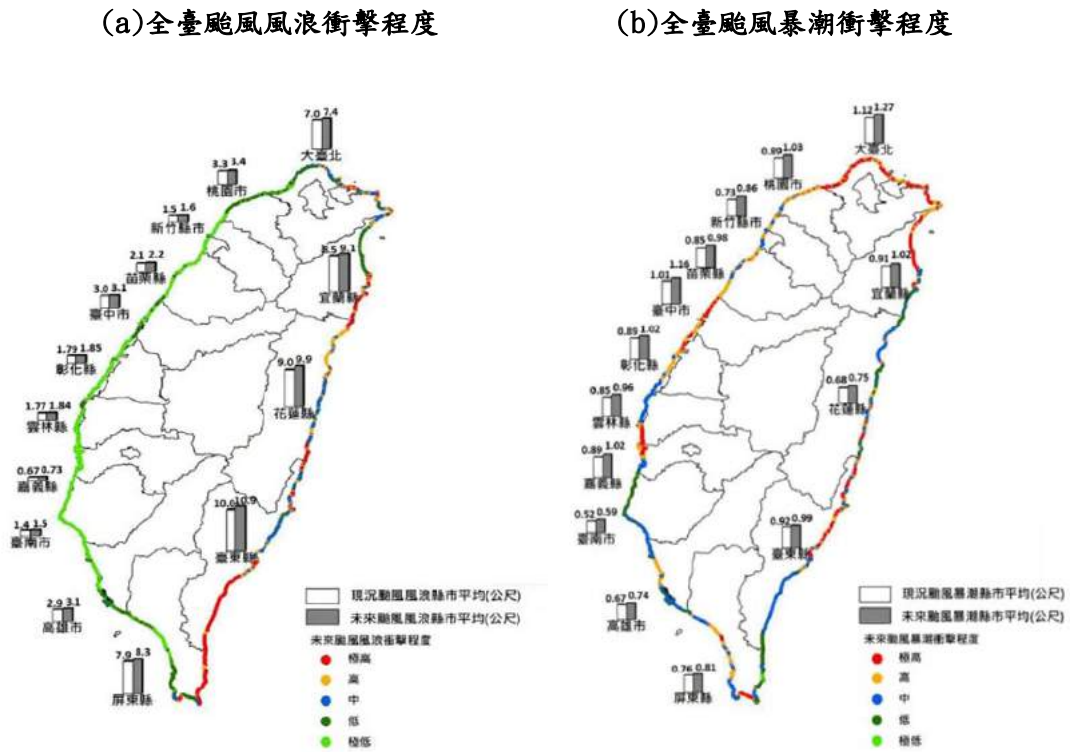 (a)全臺颱風風浪衝擊程度
(b)全臺颱風暴潮衝擊程度
7.0 7.4
大臺北
3.3 3.4
桃園市
1.5 1.6
新竹縣市
2.1 2.2
苗栗縣
3.0 3.1
臺中市
8.5 9.1
宜蘭縣
1.79 1.85
彰化縣
9.0 9.9
花蓮縣
1.77 1.84
雲林縣
0.67 0.73
嘉義縣
10.0 10.9
臺東縣
1.4 1.5
臺南市
2.9 3.1
高雄市
7.9 8.3
屏東縣
現況颱風風浪縣市平均(公尺)
未來颱風風浪縣市平均(公尺)
未來颱風風浪衝擊程度
極高
高
中
低
極低
1.12 1.27
大臺北
0.89 1.03
桃園市
0.73 0.86
新竹縣市
0.85 0.98
苗栗縣
1.01 1.16
臺中市
0.91 1.02
宜蘭縣
0.89 1.02
彰化縣
0.68 0.75
花蓮縣
0.85 0.96
雲林縣
0.89 1.02
嘉義縣
0.52 0.59
臺南市
0.92 0.99
臺東縣
0.67 0.74
高雄市
0.76 0.81
屏東縣
現況颱風暴潮縣市平均(公尺)
未來颱風暴潮縣市平均(公尺)
未來颱風暴潮衝擊程度
極高
高
中
低
極低